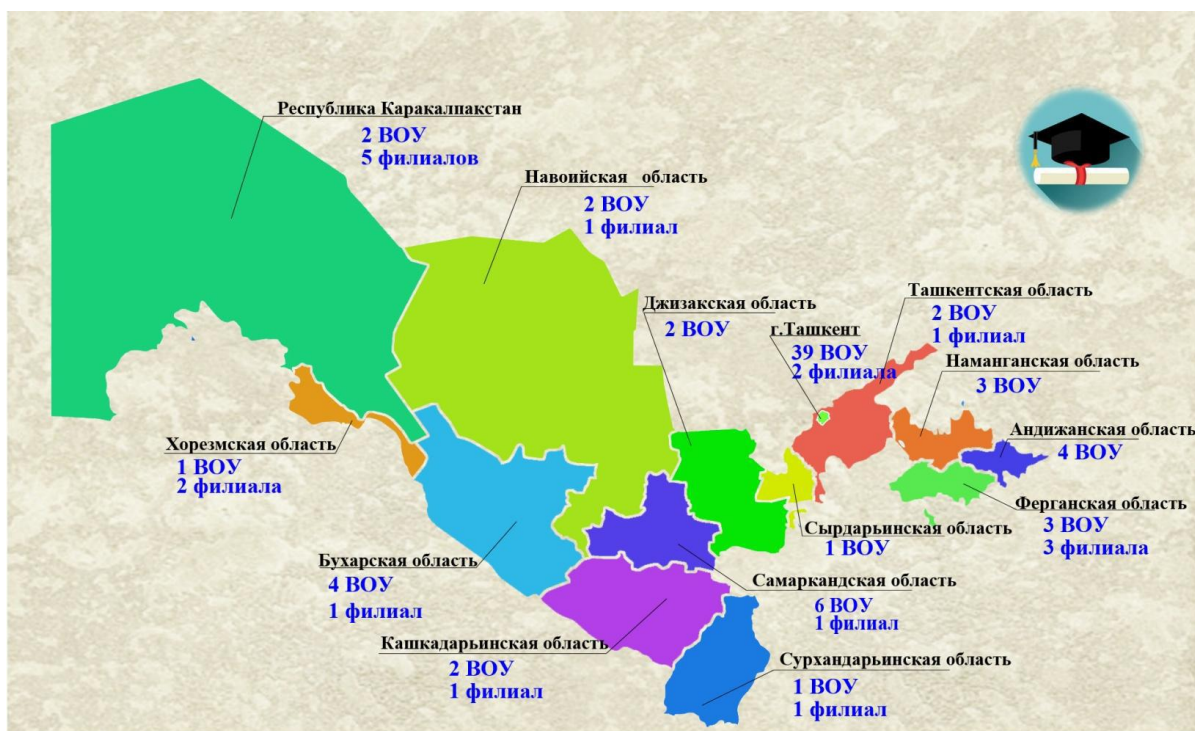 Республика Каракалпакстан
2 ВОУ
5 филиалов
Навоийская область
2 ВОУ
1 филиал
Джизакская область
2 ВОУ
г.Ташкент
39 ВОУ
2 филиала
Ташкентская область
2 ВОУ
1 филиал
Наманганская область
3 ВОУ
Андижанская область
4 ВОУ
Ферганская область
3 ВОУ
3 филиала
Хорезмская область
1 ВОУ
2 филиала
Сырдарьинская область
1 ВОУ
Бухарская область
4 ВОУ
1 филиал
Самаркандская область
6 ВОУ
1 филиал
Кашкадарьинская область
2 ВОУ
1 филиал
Сурхандарьинская область
1 ВОУ
1 филиал